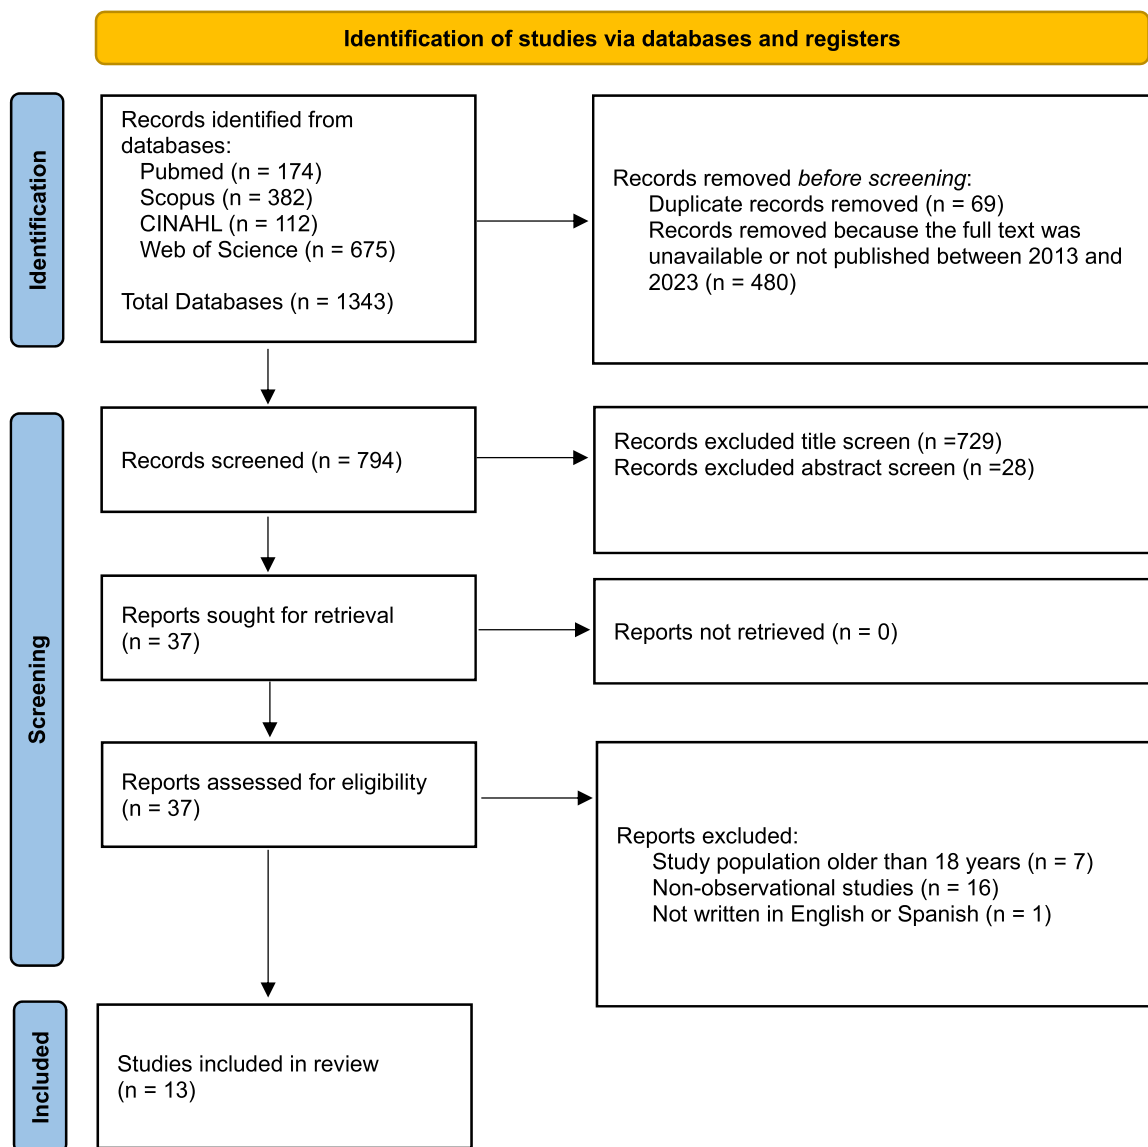 Identification of studies via databases and registers
Identification
Records identified from
databases:
Pubmed (n = 174)
Scopus (n = 382)
CINAHL (n = 112)
Web of Science (n = 675)
Total Databases (n = 1343)
Records removed before screening:
Duplicate records removed (n = 69)
Records removed because the full text was
unavailable or not published between 2013 and
2023 (n = 480)
Screening
Records screened (n = 794)
Records excluded title screen (n =729)
Records excluded abstract screen (n =28)
Reports sought for retrieval
(n = 37)
Reports not retrieved (n = 0)
Reports assessed for eligibility
(n = 37)
Reports excluded:
Study population older than 18 years (n = 7)
Non-observational studies (n = 16)
Not written in English or Spanish (n = 1)
Included
Studies included in review
(n = 13)